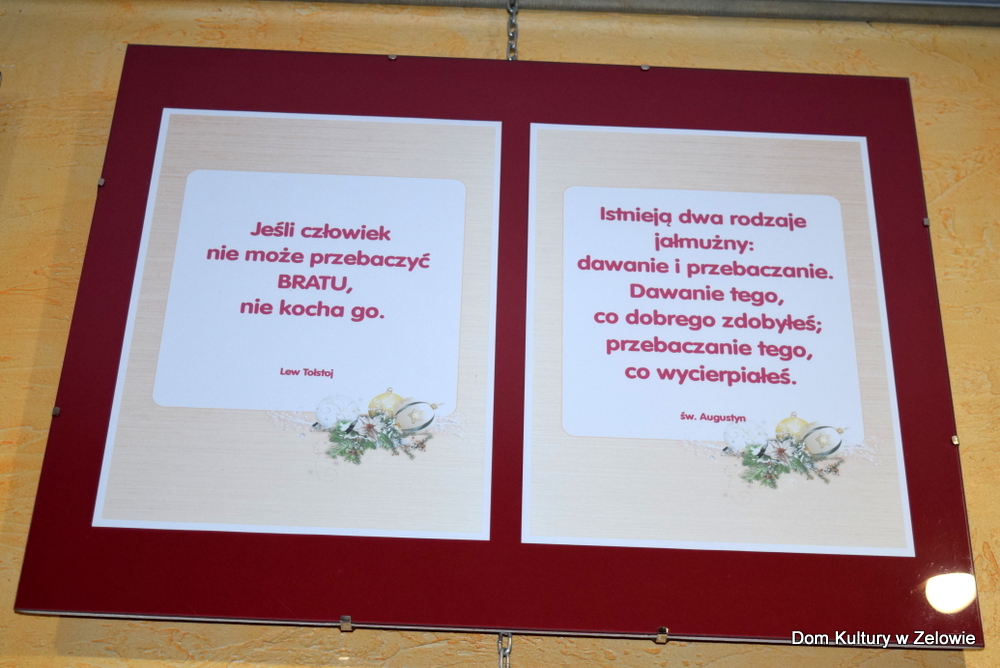 Jeśli człowiek
nie może przebaczyć
BRATU,
nie kocha go.
Lew Tołstoj
Istnieją dwa rodzaje
jałmużny:
dawanie i przebaczanie.
Dawanie tego,
co dobrego zdobyłeś;
przebaczanie tego,
co wycierpiałeś.
św. Augustyn
Dom Kultury w Zelowie